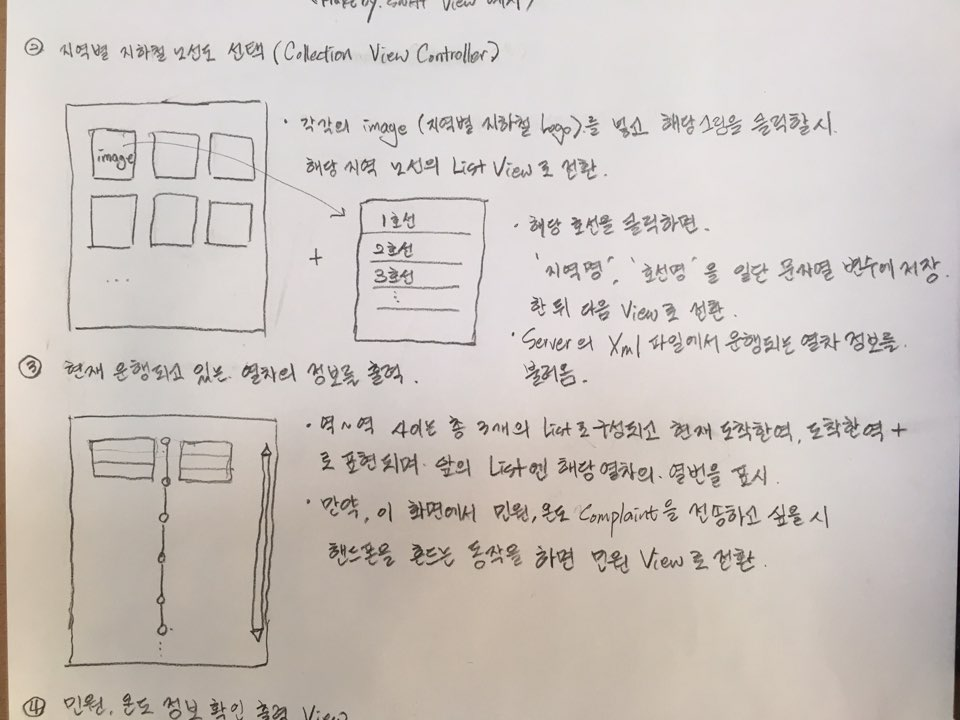 View
② 지역별 지하철 노선도 선택 (Collection View Controller)
image
· 각각의 image (지역별 지하철 logo)를 넣고 해당 그림을 클릭할 시
해당 지역 노선의 List View로 전환.
+
1호선
2호선
3호선
· 해당 호선을 클릭하면.
'지역명', '호선명'을 일단 문자열 변수에 저장.
한 뒤 다음 View로 전환.
· Server의 Xml 파일에서 운행되는 열차 정보를.
불러옴.
③ 현재 운행되고 있는 열차의 정보를 출력.
· 역~역 사이는 총 3개의 List로 구성되고 현재 도착한역, 도착한역 +
로 표현되며. 앞의 List엔 해당 열차의. 열번을 표시.
· 만약, 이 화면에서 민원, 온도 Complaint을 전송하고 싶을 시
핸드폰을 흔드는 동작을 하면 민원 View로 전환.
④ 민원, 온도 정보 확인 출력 View